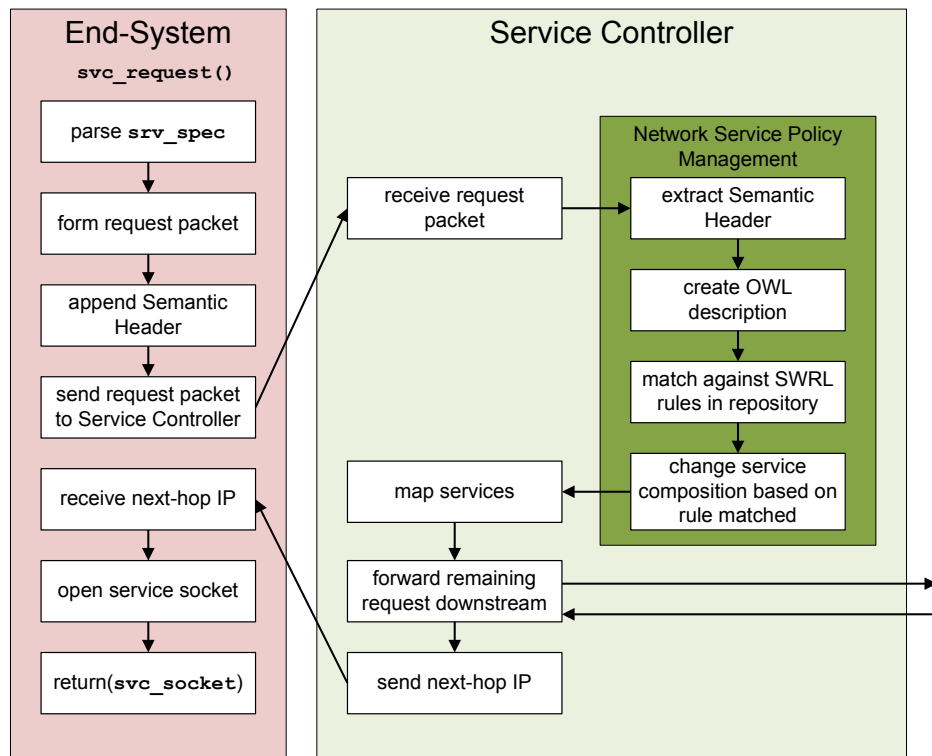 End-System
svc_request()
parse srv_spec
form request packet
append Semantic
Header
send request packet
to Service Controller
receive next-hop IP
open service socket
return(svc_socket)
Service Controller
receive request
packet
Network Service Policy
Management
extract Semantic
Header
create OWL
description
match against SWRL
rules in repository
change service
composition based on
rule matched
map services
forward remaining
request downstream
send next-hop IP